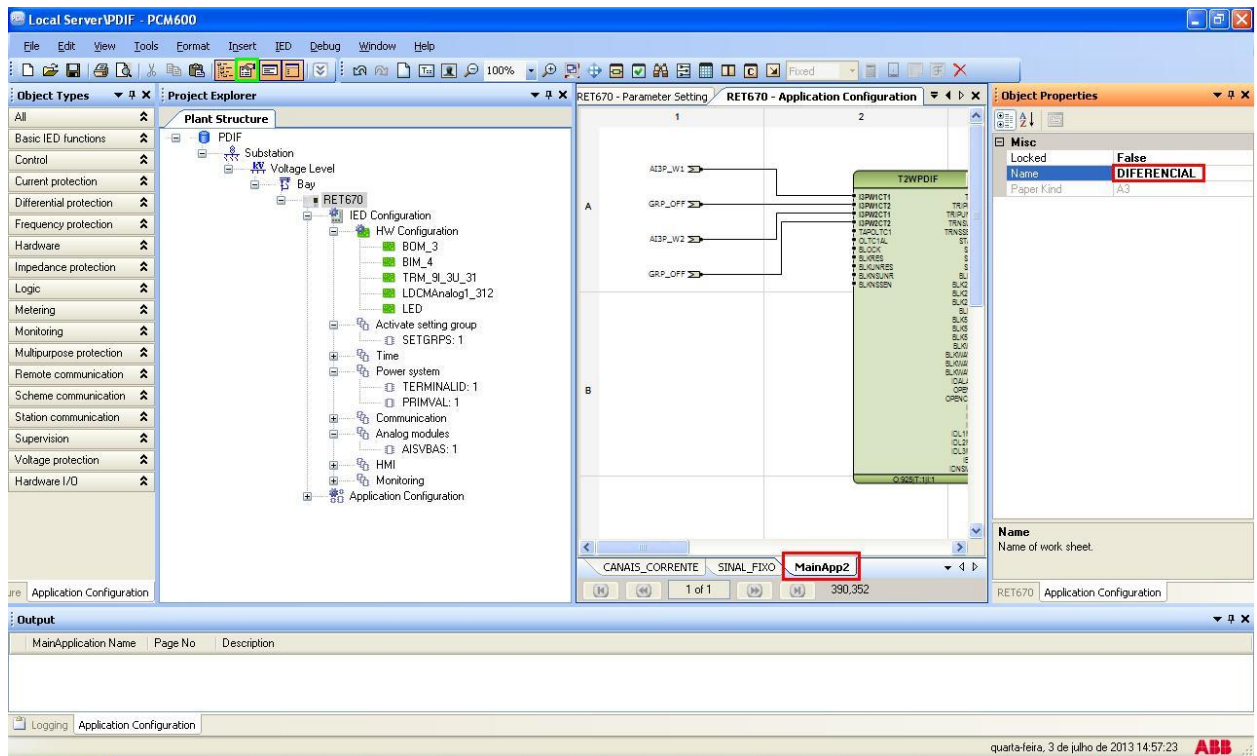 Local Server\PDIF - PCM600
File Edit View Tools Format Insert IED Debug Window Help
100% Fixed
Object Types
All
Basic IED functions
Control
Current protection
Differential protection
Frequency protection
Hardware
Impedance protection
Logic
Metering
Monitoring
Multipurpose protection
Remote communication
Scheme communication
Station communication
Supervision
Voltage protection
Hardware I/O
ure Application Configuration
Project Explorer
Plant Structure
PDIF
Substation
Voltage Level
Bay
RET670
IED Configuration
HW Configuration
BOM_3
BIM_4
TRM_9I_3U_31
LDCMAnalog1_312
LED
Activate setting group
SETGRPS: 1
Time
Power system
TERMINALID: 1
PRIMVAL: 1
Communication
Analog modules
AISVBAS: 1
HMI
Monitoring
Application Configuration
RET670 - Parameter Setting RET670 - Application Configuration
1 2
A
B
AI3P_W1
GRP_OFF
AI3P_W2
GRP_OFF
T2WPDIF
I3PW1CT1
I3PW1CT2
I3PW2CT1
I3PW2CT2
TAPOLTC1
OLTC1AL
BLOCK
BLKRES
BLKUNRES
BLKNSUNR
BLKNSSEN
CANAIS_CORRENTE SINAL_FIXO MainApp2
1 of 1 390,352
Object Properties
Misc
Locked False
Name DIFERENCIAL
Paper Kind A3
Name
Name of work sheet.
RET670 Application Configuration
Output
MainApplication Name Page No Description
Logging Application Configuration
quarta-feira, 3 de julho de 2013 14:57:23 ABB